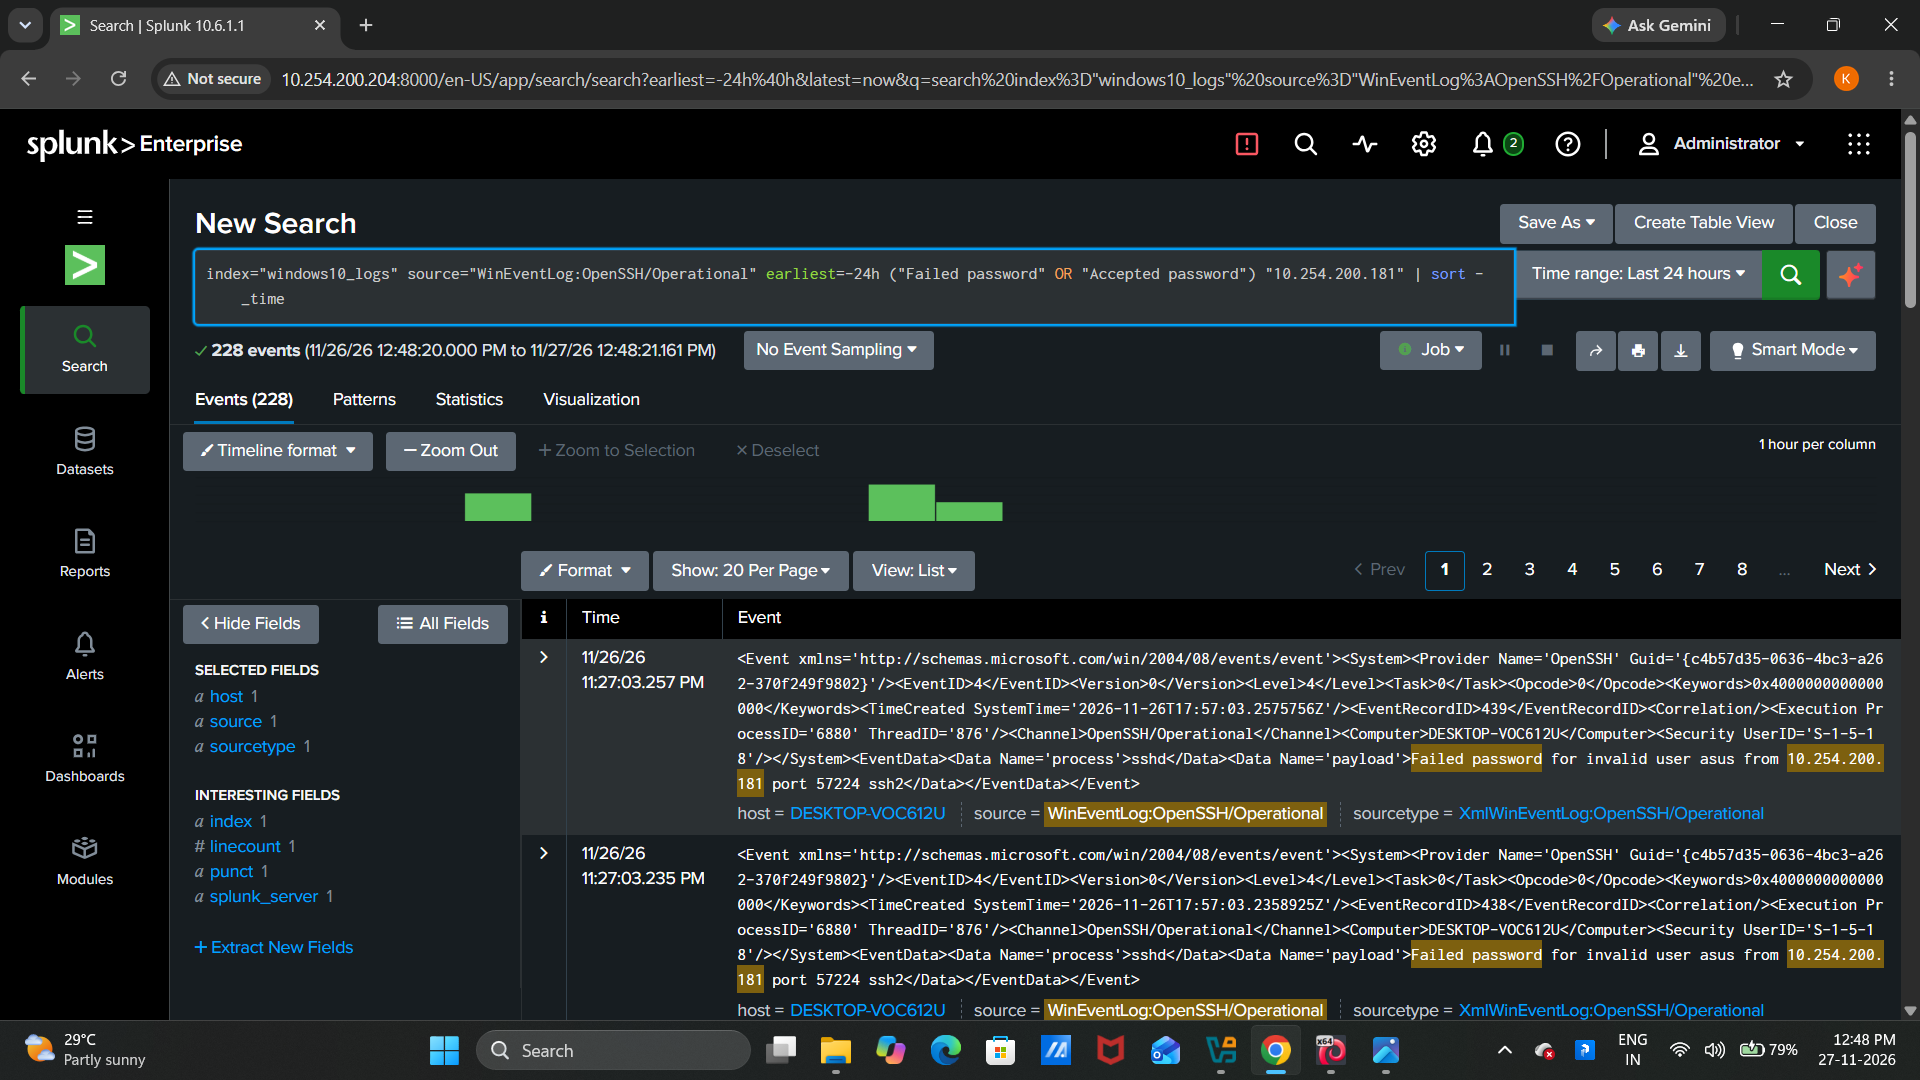 Search | Splunk 10.6.1.1
Ask Gemini
Not secure
10.254.200.204:8000/en-US/app/search/search?earliest=-24h%40h&latest=now&q=search%20index%3D"windows10_logs"%20source%3D"WinEventLog%3AOpenSSH%2FOperational"%20e...
K
splunk>Enterprise
2
Administrator
New Search
Save As
Create Table View
Close
index="windows10_logs" source="WinEventLog:OpenSSH/Operational" earliest=-24h ("Failed password" OR "Accepted password") "10.254.200.181" | sort -
_time
Time range: Last 24 hours
228 events (11/26/26 12:48:20.000 PM to 11/27/26 12:48:21.161 PM)
No Event Sampling
Job
Smart Mode
Search
Datasets
Reports
Alerts
Dashboards
Modules
Events (228)
Patterns
Statistics
Visualization
Timeline format
— Zoom Out
+ Zoom to Selection
× Deselect
1 hour per column
Format
Show: 20 Per Page
View: List
< Prev
1
2
3
4
5
6
7
8
...
Next >
< Hide Fields
All Fields
SELECTED FIELDS
a host 1
a source 1
a sourcetype 1
INTERESTING FIELDS
a index 1
# linecount 1
a punct 1
a splunk_server 1
+ Extract New Fields
i
Time
Event
11/26/26
11:27:03.257 PM
<Event xmlns='http://schemas.microsoft.com/win/2004/08/events/event'><System><Provider Name='OpenSSH' Guid='{c4b57d35-0636-4bc3-a26
2-370f249f9802}'/><EventID>4</EventID><Version>0</Version><Level>4</Level><Task>0</Task><Opcode>0</Opcode><Keywords>0x4000000000000
000</Keywords><TimeCreated SystemTime='2026-11-26T17:57:03.2575756Z'/><EventRecordID>439</EventRecordID><Correlation/><Execution Pr
ocessID='6880' ThreadID='876'/><Channel>OpenSSH/Operational</Channel><Computer>DESKTOP-VOC612U</Computer><Security UserID='S-1-5-1
8'/></System><EventData><Data Name='process'>sshd</Data><Data Name='payload'>Failed password for invalid user asus from 10.254.200.
181 port 57224 ssh2</Data></EventData></Event>
host = DESKTOP-VOC612U
source = WinEventLog:OpenSSH/Operational
sourcetype = XmlWinEventLog:OpenSSH/Operational
11/26/26
11:27:03.235 PM
<Event xmlns='http://schemas.microsoft.com/win/2004/08/events/event'><System><Provider Name='OpenSSH' Guid='{c4b57d35-0636-4bc3-a26
2-370f249f9802}'/><EventID>4</EventID><Version>0</Version><Level>4</Level><Task>0</Task><Opcode>0</Opcode><Keywords>0x4000000000000
000</Keywords><TimeCreated SystemTime='2026-11-26T17:57:03.2358925Z'/><EventRecordID>438</EventRecordID><Correlation/><Execution Pr
ocessID='6880' ThreadID='876'/><Channel>OpenSSH/Operational</Channel><Computer>DESKTOP-VOC612U</Computer><Security UserID='S-1-5-1
8'/></System><EventData><Data Name='process'>sshd</Data><Data Name='payload'>Failed password for invalid user asus from 10.254.200.
181 port 57224 ssh2</Data></EventData></Event>
host = DESKTOP-VOC612U
source = WinEventLog:OpenSSH/Operational
sourcetype = XmlWinEventLog:OpenSSH/Operational
29°C
Partly sunny
Search
x64
ENG
IN
79%
12:48 PM
27-11-2026